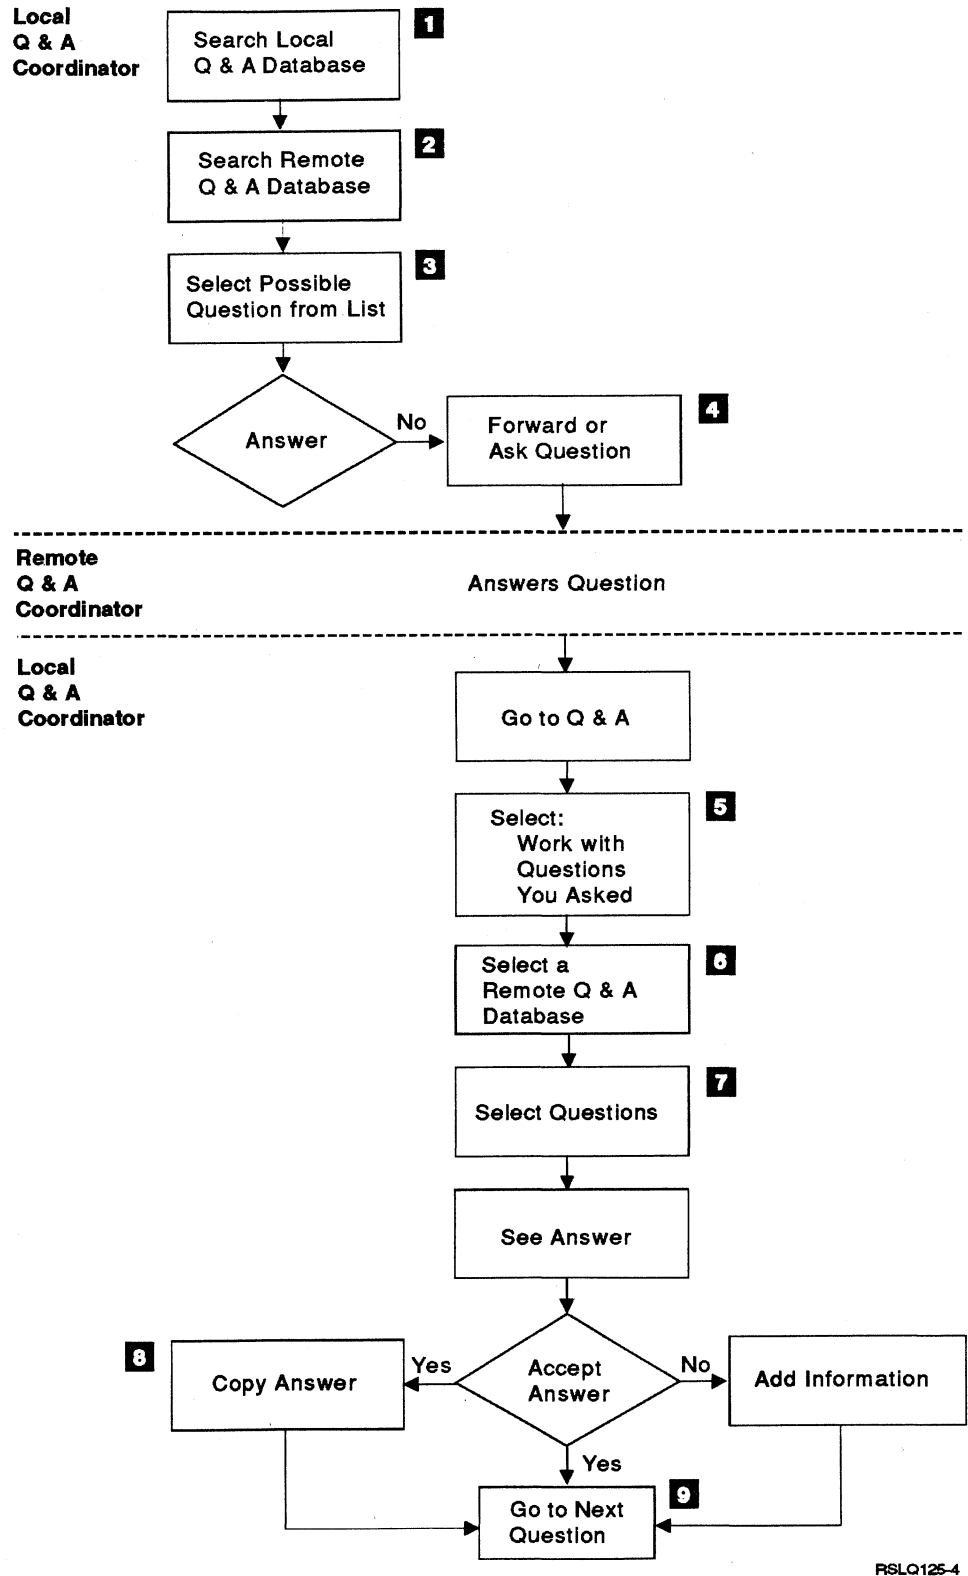 Local
Q & A
Coordinator
1
Search Local
Q & A Database
2
Search Remote
Q & A Database
3
Select Possible
Question from List
Answer
No
4
Forward or
Ask Question
Remote
Q & A
Coordinator
Answers Question
Local
Q & A
Coordinator
Go to Q & A
5
Select:
Work with
Questions
You Asked
6
Select a
Remote Q & A
Database
7
Select Questions
See Answer
8
Copy Answer
Yes
Accept
Answer
No
Add Information
Yes
9
Go to Next
Question
RSLQ125-4